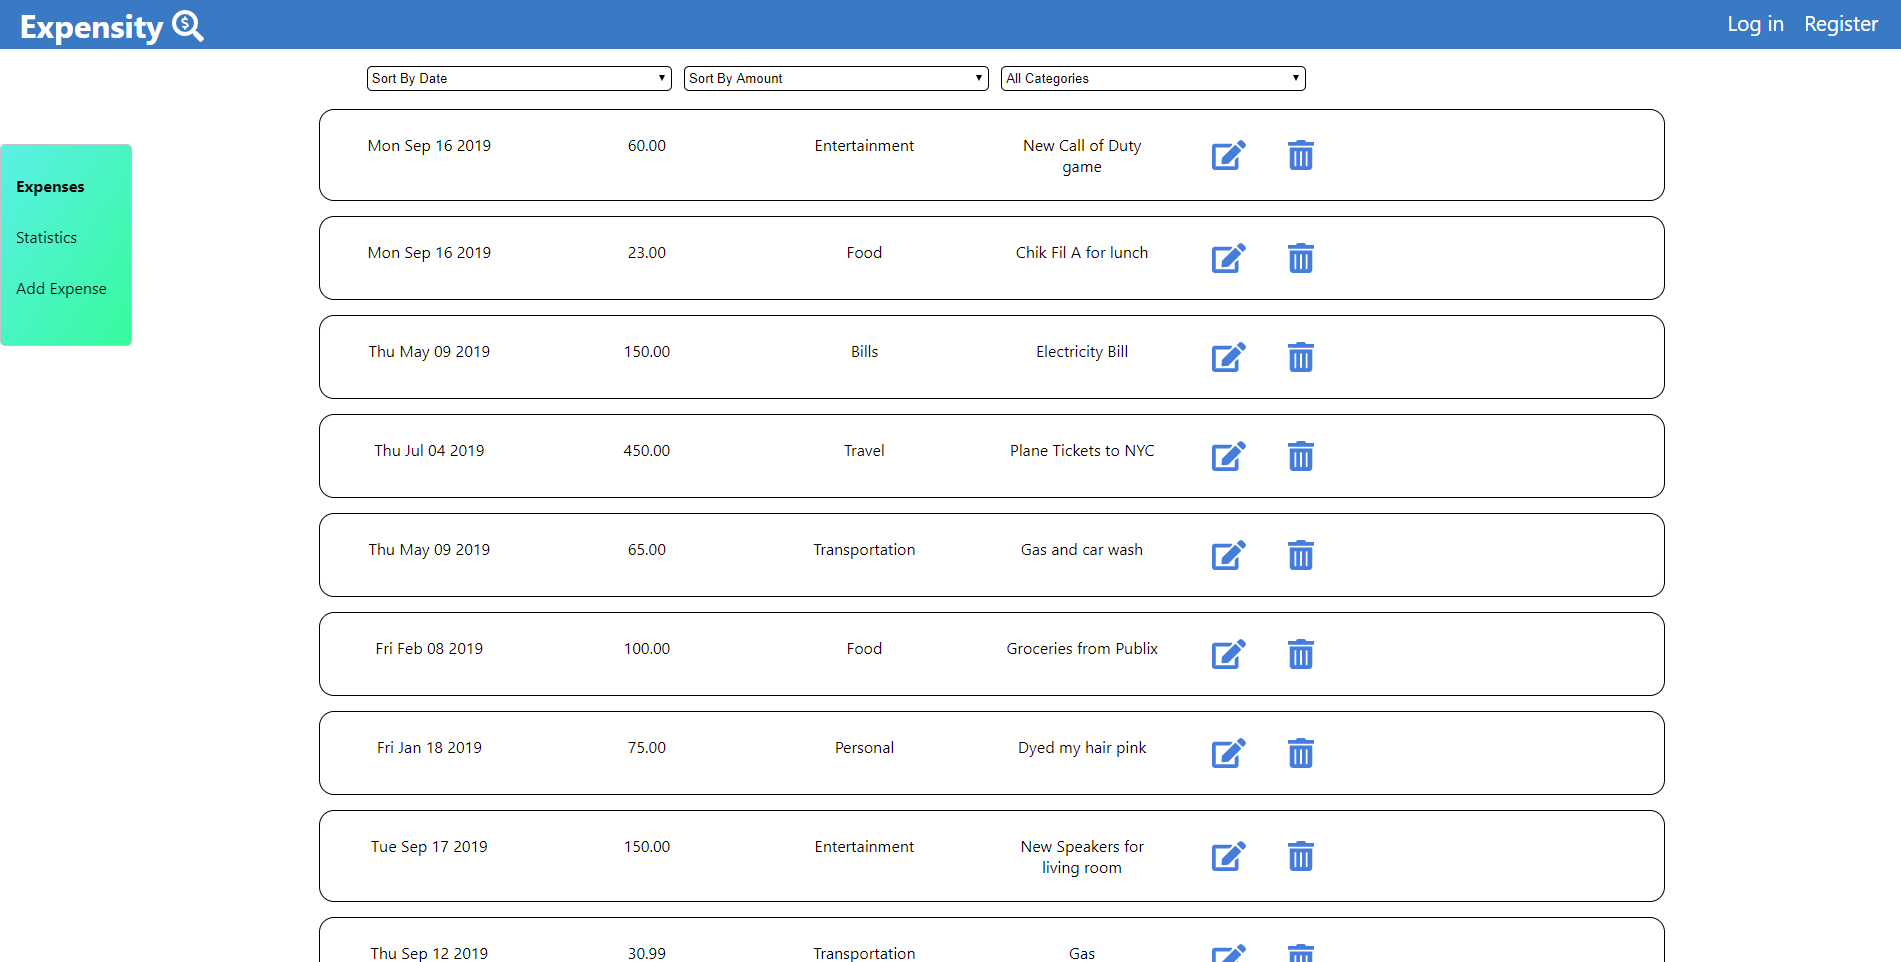 Expensity
Log in Register
Sort By Date Sort By Amount All Categories
Expenses
Statistics
Add Expense
Mon Sep 16 2019 60.00 Entertainment New Call of Duty
game
Mon Sep 16 2019 23.00 Food Chik Fil A for lunch
Thu May 09 2019 150.00 Bills Electricity Bill
Thu Jul 04 2019 450.00 Travel Plane Tickets to NYC
Thu May 09 2019 65.00 Transportation Gas and car wash
Fri Feb 08 2019 100.00 Food Groceries from Publix
Fri Jan 18 2019 75.00 Personal Dyed my hair pink
Tue Sep 17 2019 150.00 Entertainment New Speakers for
living room
Thu Sep 12 2019 30.99 Transportation Gas